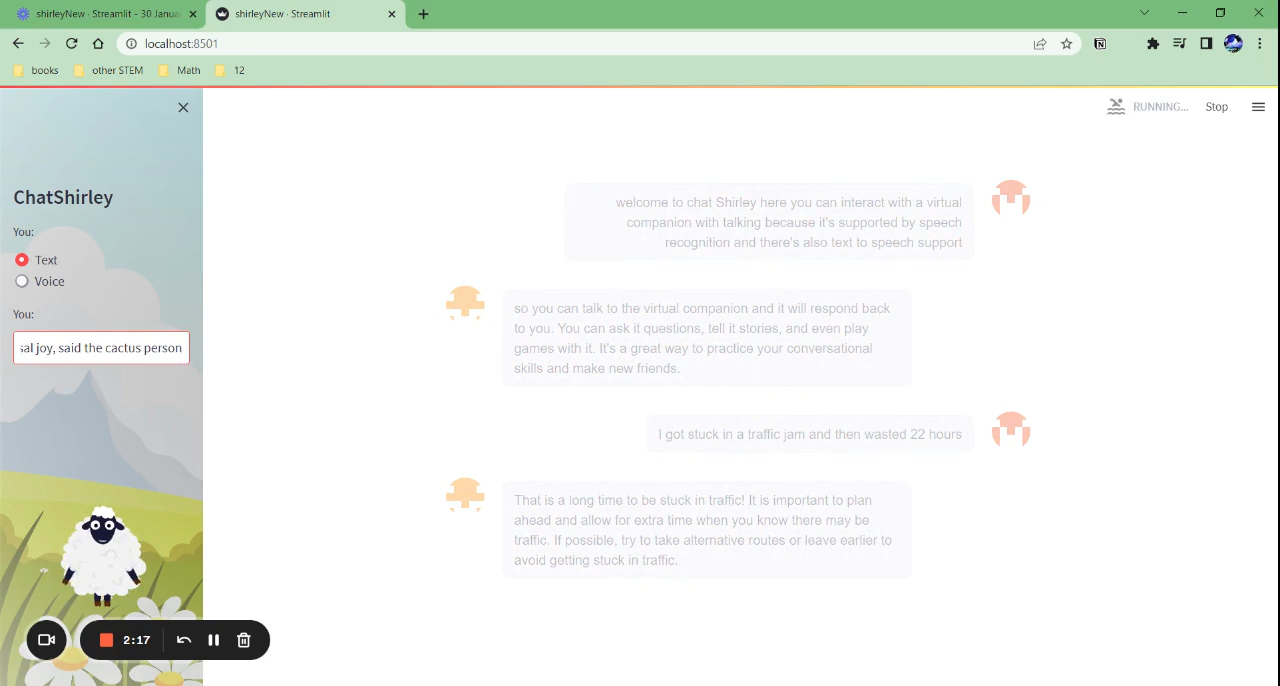 shirleyNew · Streamlit - 30 Janua
shirleyNew · Streamlit
localhost:8501
books
other STEM
Math
12
RUNNING...
Stop
ChatShirley
You:
Text
Voice
You:
sal joy, said the cactus person
welcome to chat Shirley here you can interact with a virtual
companion with talking because it's supported by speech
recognition and there's also text to speech support
so you can talk to the virtual companion and it will respond back
to you. You can ask it questions, tell it stories, and even play
games with it. It's a great way to practice your conversational
skills and make new friends.
I got stuck in a traffic jam and then wasted 22 hours
That is a long time to be stuck in traffic! It is important to plan
ahead and allow for extra time when you know there may be
traffic. If possible, try to take alternative routes or leave earlier to
avoid getting stuck in traffic.
2:17